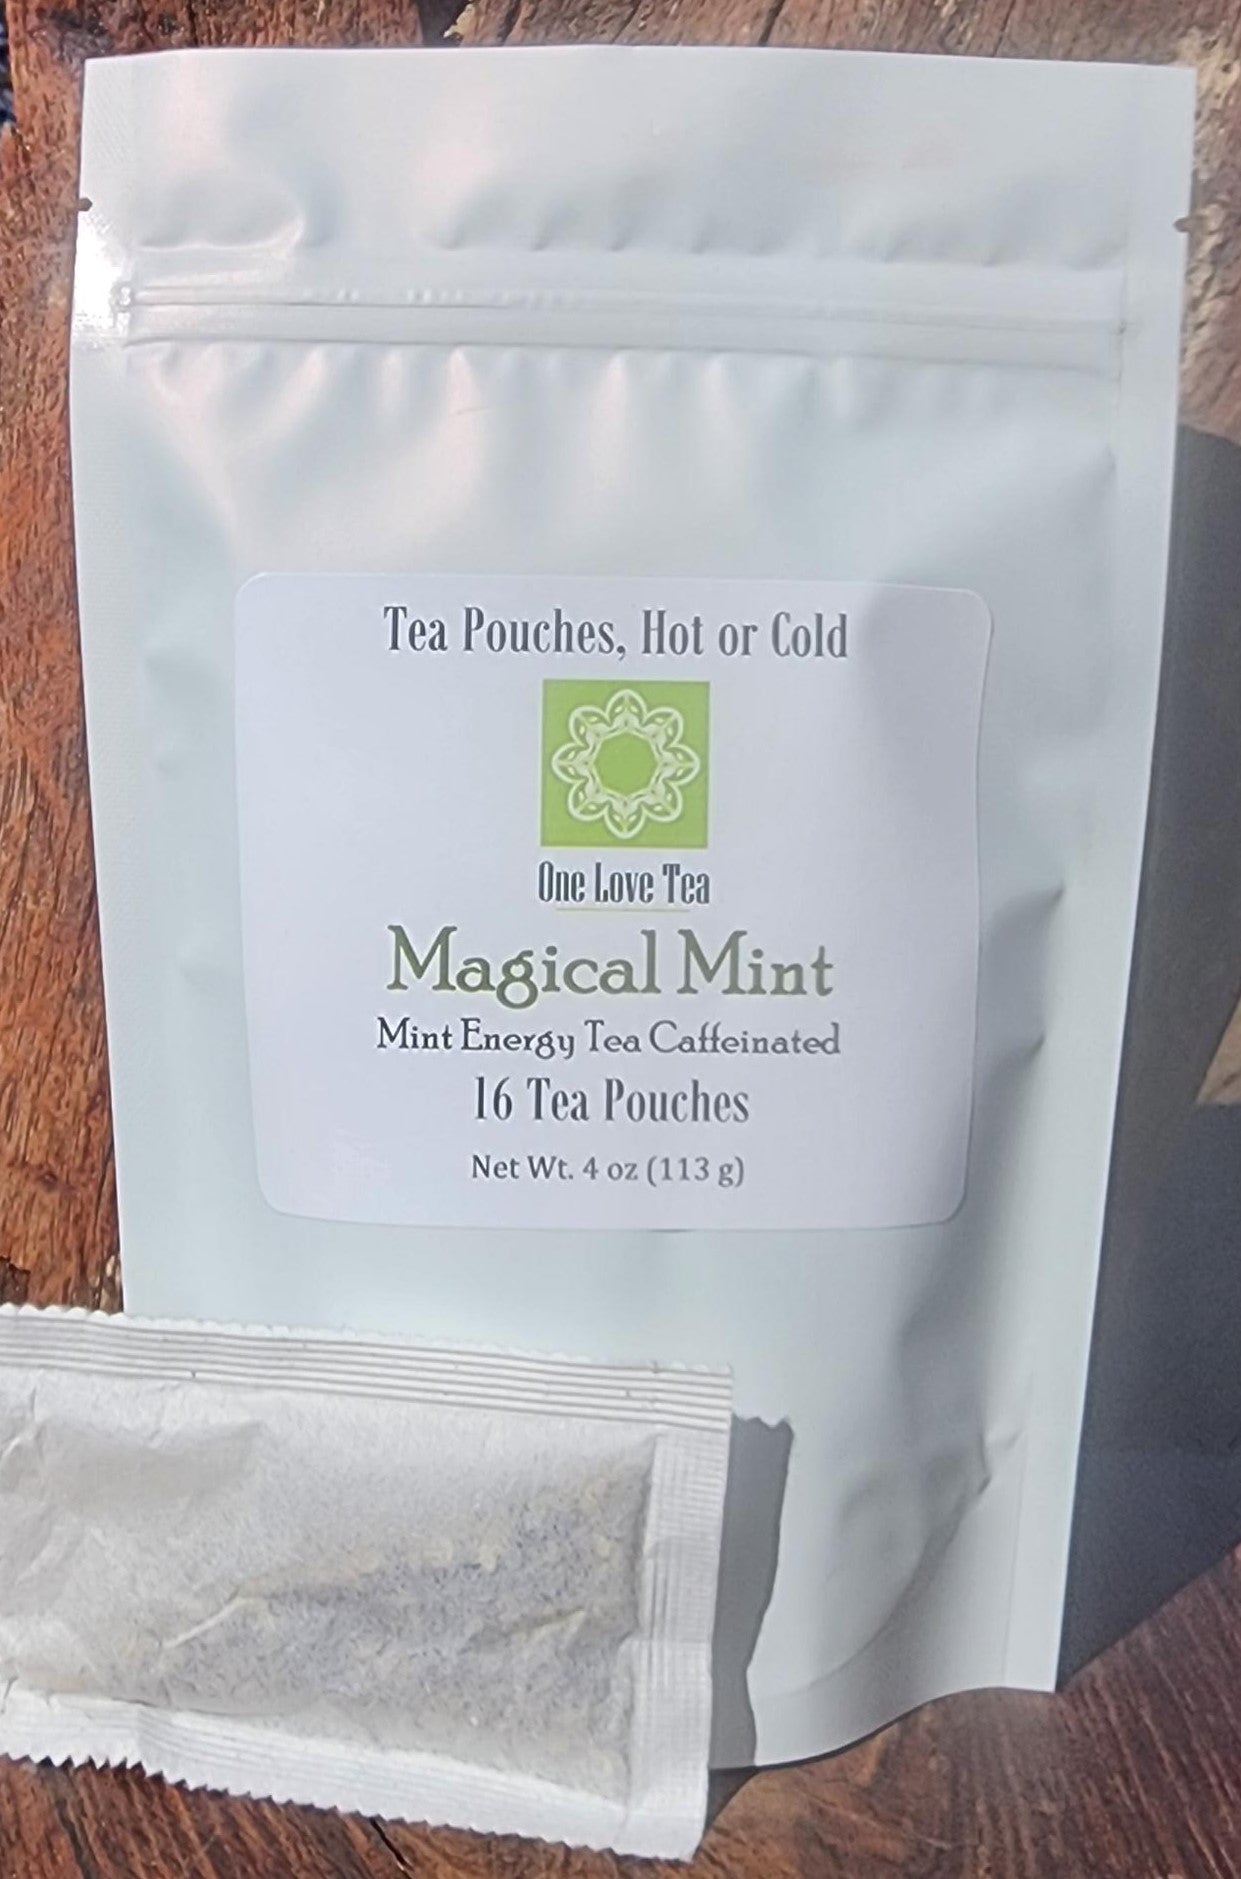 Tea Pouches, Hot or Cold
One Love Tea
Magical Mint
Mint Energy Tea Caffeinated
16 Tea Pouches
Net Wt. 4 oz (113 g)